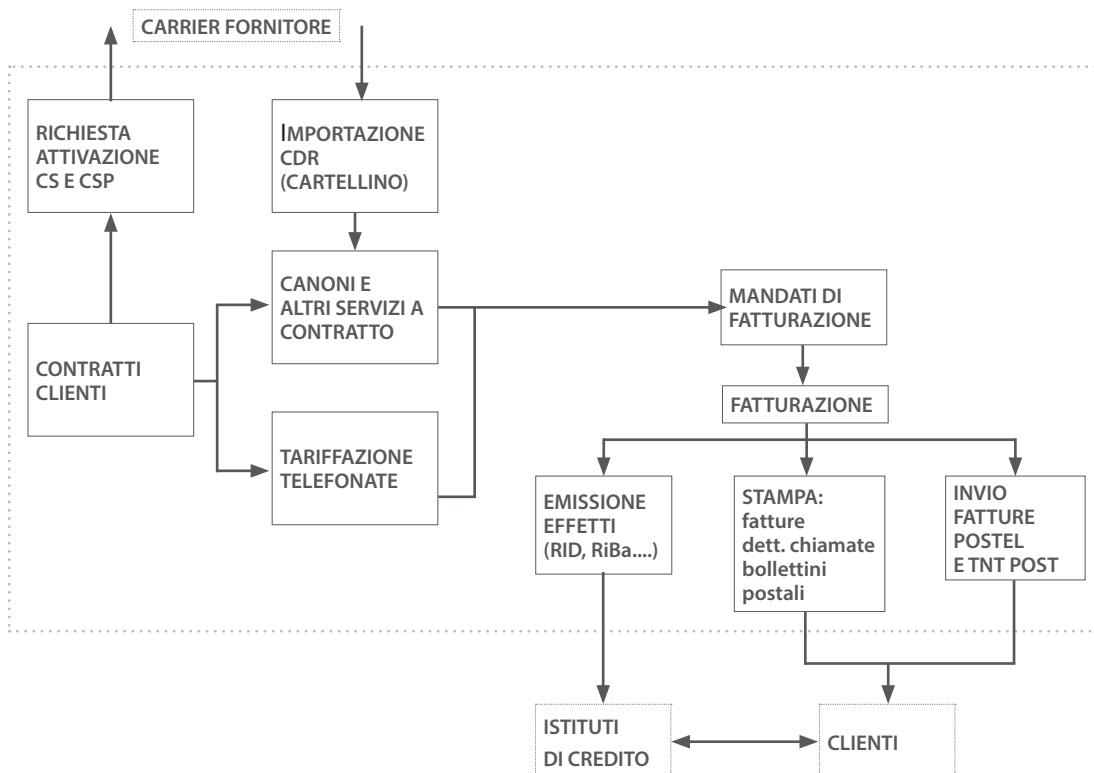 CARRIER FORNITORE
RICHIESTA
ATTIVAZIONE
CS E CSP
IMPORTAZIONE
CDR
(CARTELLINO)
CANONI E
ALTRI SERVIZI A
CONTRATTO
MANDATI DI
FATTURAZIONE
CONTRATTI
CLIENTI
FATTURAZIONE
TARIFFAZIONE
TELEFONATE
EMISSIONE
EFFETTI
(RID, RiBa....)
STAMPA:
fatture
dett. chiamate
bollettini
postali
INVIO
FATTURE
POSTEL
E TNT POST
ISTITUTI
DI CREDITO
CLIENTI